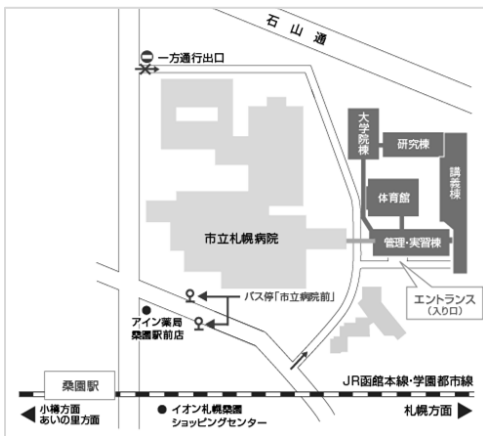 石山通
一方通行出口
大学院棟
研究棟
講義棟
体育館
市立札幌病院
管理・実習棟
バス停「市立病院前」
エントランス
(入り口)
アイン薬局
桑園駅前店
桑園駅
JR函館本線・学園都市線
小樽方面
あいの里方面
イオン札幌桑園
ショッピングセンター
札幌方面